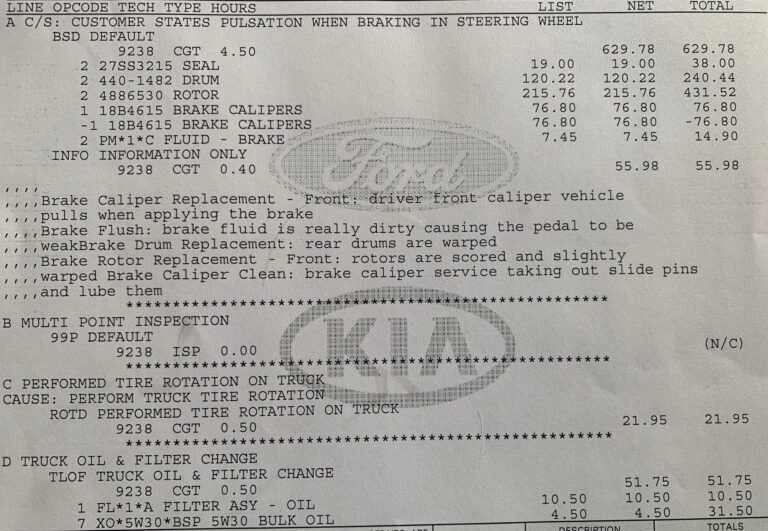 LINE OPCODE TECH TYPE HOURS LIST NET TOTAL
A C/S: CUSTOMER STATES PULSATION WHEN BRAKING IN STEERING WHEEL
BSD DEFAULT
9238 CGT 4.50 629.78 629.78
2 27SS3215 SEAL 19.00 19.00 38.00
2 440-1482 DRUM 120.22 120.22 240.44
2 4886530 ROTOR 215.76 215.76 431.52
1 18B4615 BRAKE CALIPERS 76.80 76.80 76.80
-1 18B4615 BRAKE CALIPERS 76.80 76.80 -76.80
2 PM*1*C FLUID - BRAKE 7.45 7.45 14.90
INFO INFORMATION ONLY
9238 CGT 0.40 55.98 55.98
Ford
,,,,
,,,,Brake Caliper Replacement - Front: driver front caliper vehicle
,,,,pulls when applying the brake
,,,,Brake Flush: brake fluid is really dirty causing the pedal to be
,,,,weakBrake Drum Replacement: rear drums are warped
,,,,Brake Rotor Replacement - Front: rotors are scored and slightly
,,,,warped Brake Caliper Clean: brake caliper service taking out slide pins
,,,,and lube them
****************************************************
B MULTI POINT INSPECTION
99P DEFAULT
9238 ISP 0.00 (N/C)
KIA
****************************************************
C PERFORMED TIRE ROTATION ON TRUCK
CAUSE: PERFORM TRUCK TIRE ROTATION
ROTD PERFORMED TIRE ROTATION ON TRUCK
9238 CGT 0.50 21.95 21.95
****************************************************
D TRUCK OIL & FILTER CHANGE
TLOF TRUCK OIL & FILTER CHANGE
9238 CGT 0.50 51.75 51.75
1 FL*1*A FILTER ASY - OIL 10.50 10.50 10.50
7 XO*5W30*BSP 5W30 BULK OIL 4.50 4.50 31.50
DESCRIPTION TOTALS